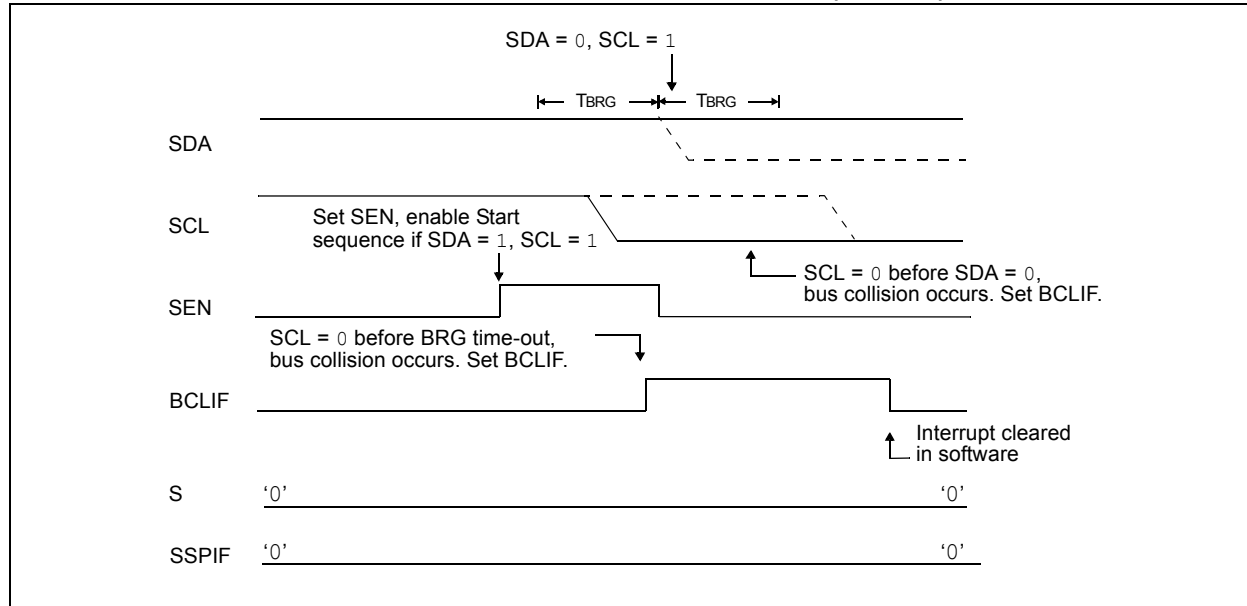 SDA = 0, SCL = 1
TBRG TBRG
SDA
SCL
Set SEN, enable Start
sequence if SDA = 1, SCL = 1
SCL = 0 before SDA = 0,
bus collision occurs. Set BCLIF.
SEN
SCL = 0 before BRG time-out,
bus collision occurs. Set BCLIF.
BCLIF
Interrupt cleared
in software
S ‘0’ ‘0’
SSPIF ‘0’ ‘0’